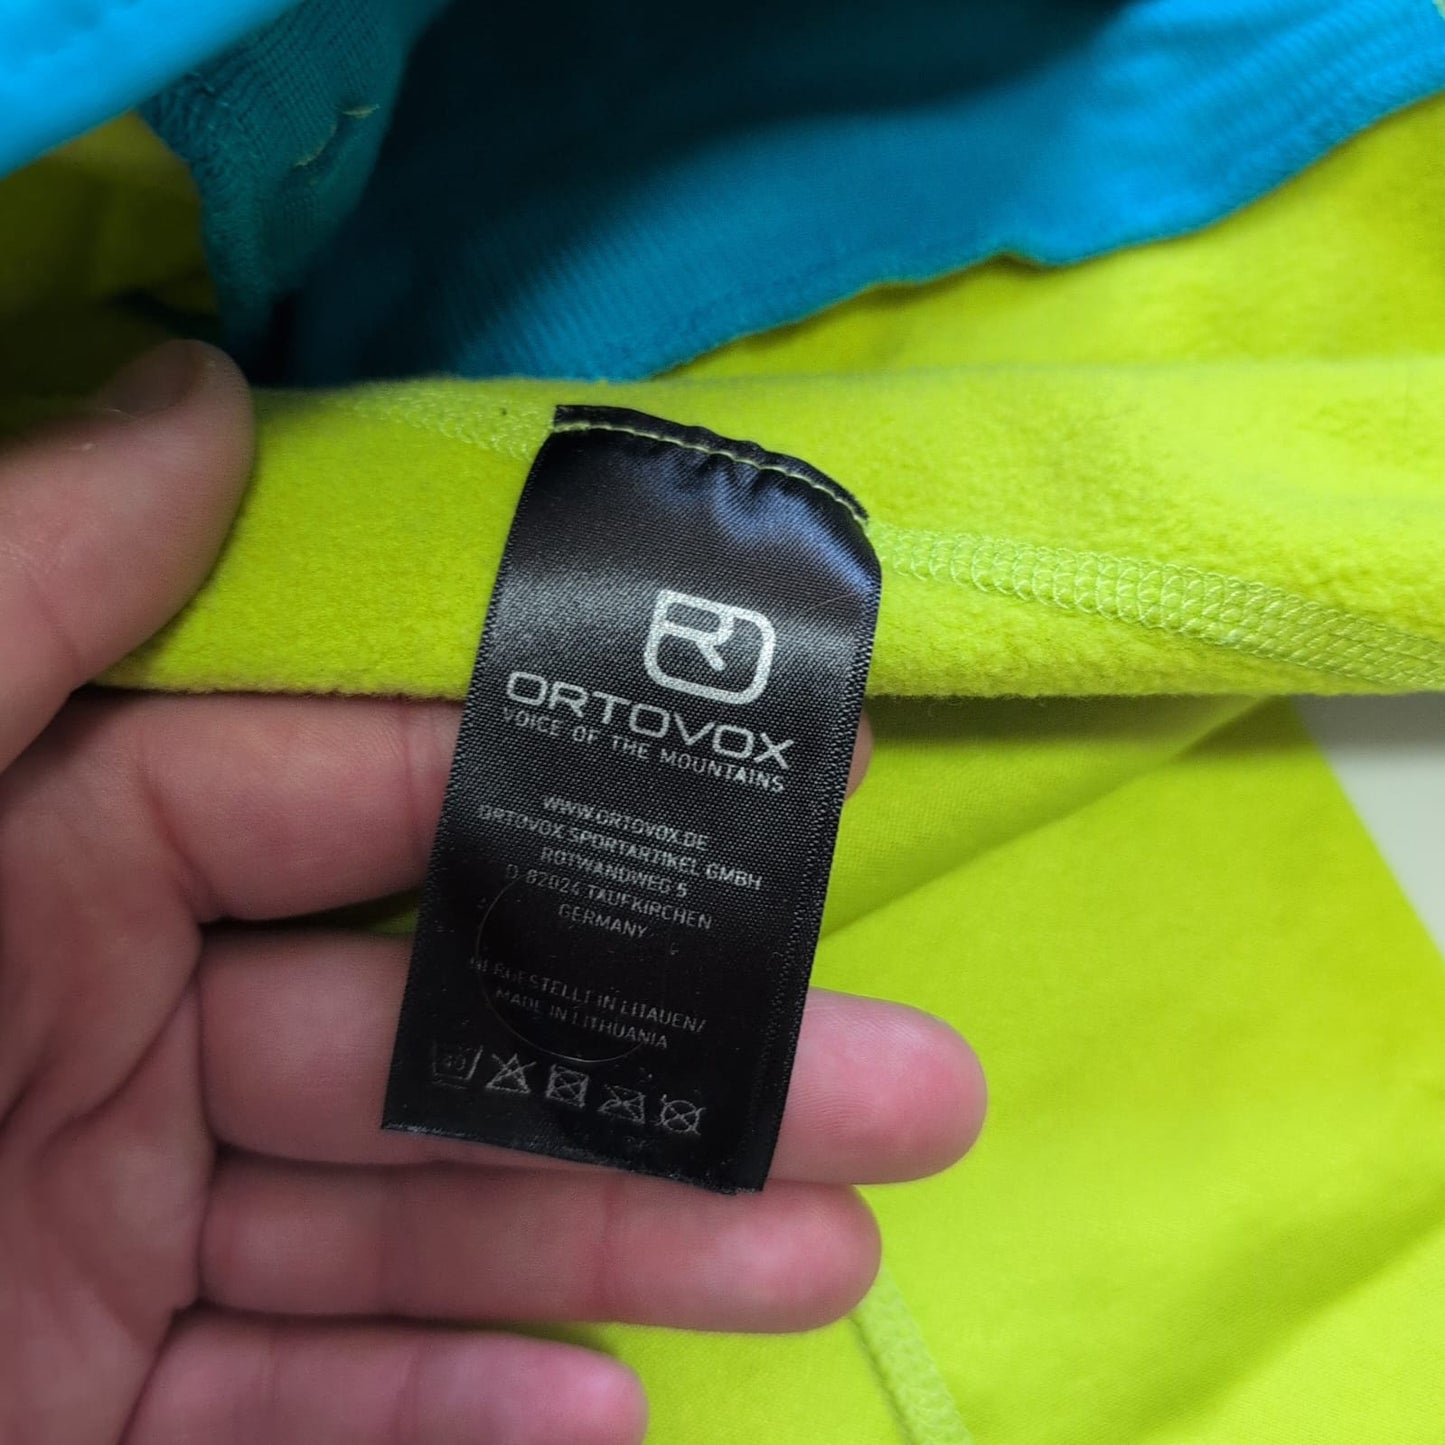 ORTOVOX
VOICE OF THE MOUNTAINS
WWW.ORTOVOX.DE
ORTOVOX SPORTARTIKEL GMBH
ROTWANDWEG 5
D-82024 TAUFKIRCHEN
GERMANY
HERGESTELLT IN LITAUEN/
MADE IN LITHUANIA
30